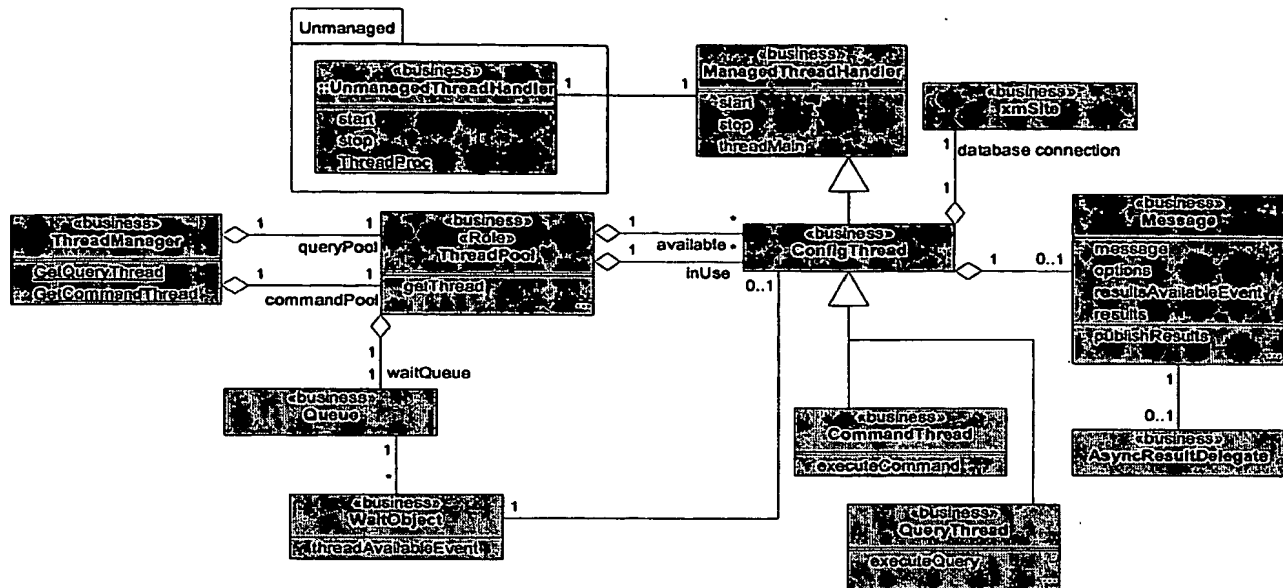 Unmanaged
«business»
::UnmanagedThreadHandler
start
stop
ThreadProc
1
1
«business»
ManagedThreadHandler
start
stop
threadMain
«business»
xmSite
1
database connection
1
«business»
ThreadManager
GetQueryThread
GetCommandThread
1
1
queryPool
1
1
commandPool
«business»
«Role»
ThreadPool
getThread
...
1
*
available
1
*
inUse
0..1
«business»
ConfigThread
1
0..1
«business»
Message
message
options
resultsAvailableEvent
results
publishResults
...
1
1
waitQueue
«business»
Queue
1
*
«business»
WaitObject
threadAvailableEvent
1
«business»
CommandThread
executeCommand
«business»
QueryThread
executeQuery
1
0..1
«business»
AsyncResultDelegate